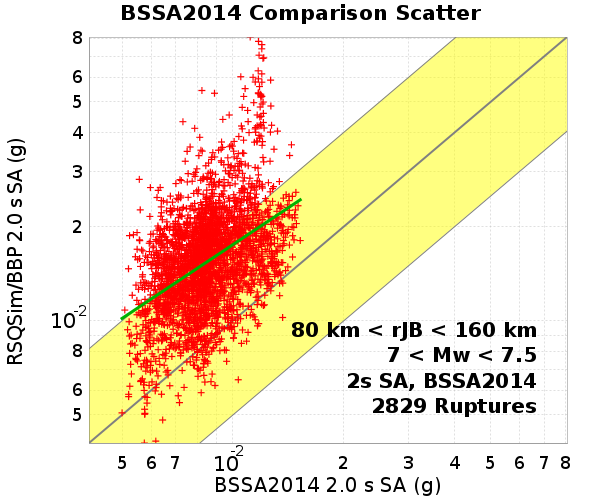 BSSA2014 Comparison Scatter
RSQSim/BBP 2.0 s SA (g)
8
6
5
4
3
2
10-2
8
6
5
80 km < rJB < 160 km
7 < Mw < 7.5
2s SA, BSSA2014
2829 Ruptures
5 6 7 10-2 2 3 4 5 6 7 8
BSSA2014 2.0 s SA (g)